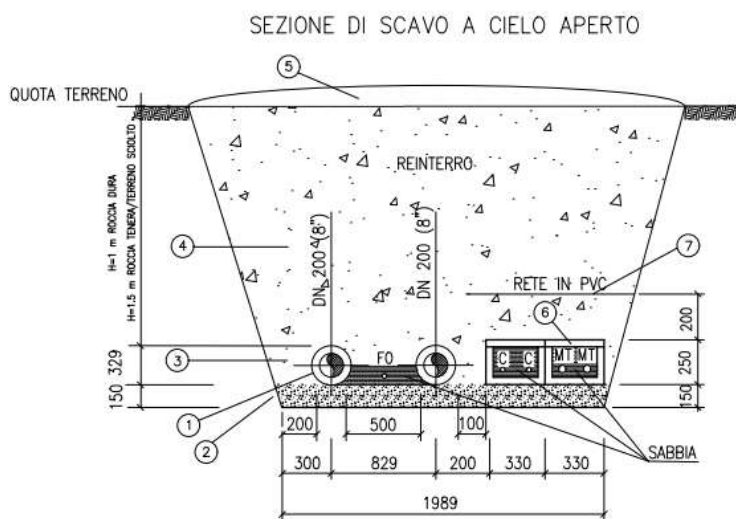 SEZIONE DI SCAVO A CIELO APERTO
5
QUOTA TERRENO
REINTERRO
H=1 m ROCCIA DURA
H=1.5 m ROCCIA TENERA/TERRENO SCIOLTO
4
DN 200 (8")
DN 200 (8")
7
RETE IN PVC
6
200
3
329
FO
C C
MT MT
250
150
150
1
2
200
500
100
SABBIA
300
829
200
330
330
1989